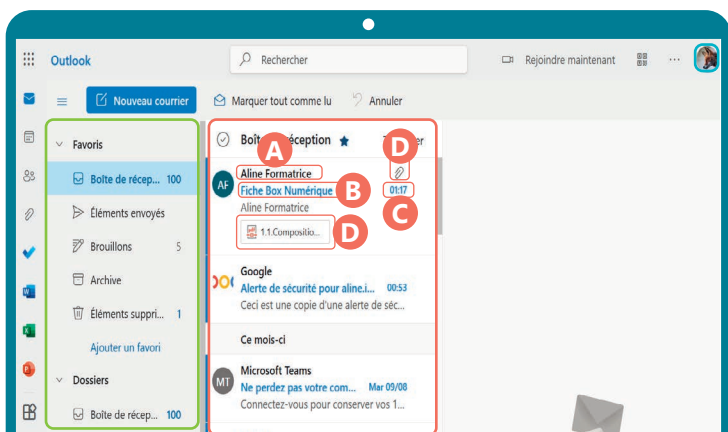 Outlook
Rechercher
Rejoindre maintenant
Nouveau courrier
Marquer tout comme lu
Annuler
Favoris
Boîte de récep... 100
Éléments envoyés
Brouillons 5
Archive
Éléments suppri... 1
Ajouter un favori
Dossiers
Boîte de récep... 100
A
D
AF
Aline Formatrice
Fiche Box Numérique
B
01:17
Aline Formatrice
C
1.1.Compositio...
D
Google
Alerte de sécurité pour aline.i... 00:53
Ceci est une copie d'une alerte de séc...
Ce mois-ci
MT
Microsoft Teams
Ne perdez pas votre com... Mar 09/08
Connectez-vous pour conserver vos 1...